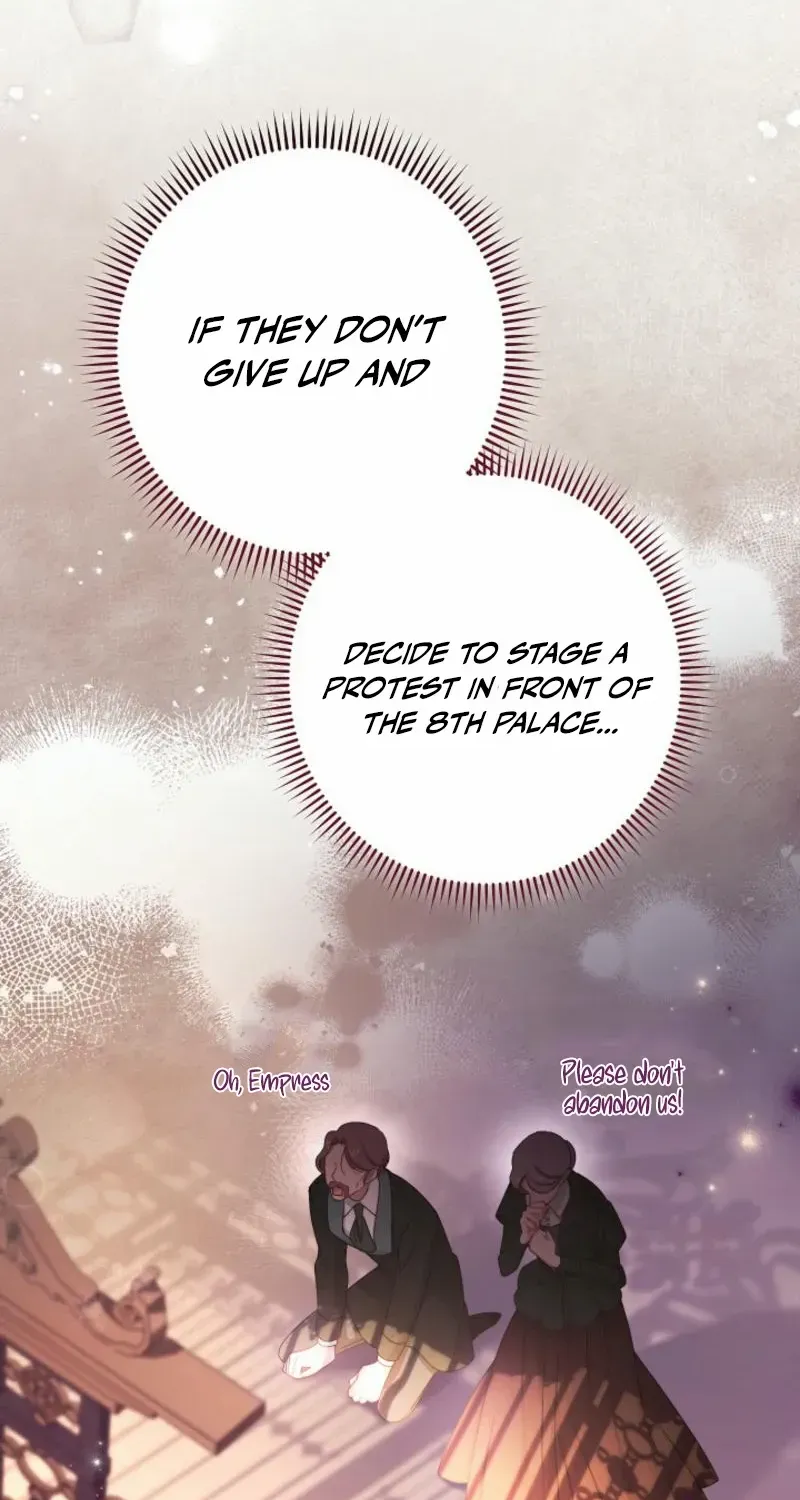 IF THEY DON'T
GIVE UP AND
DECIDE TO STAGE A
PROTEST IN FRONT OF
THE 8TH PALACE...
Oh, Empress
Please don't
abandon us!